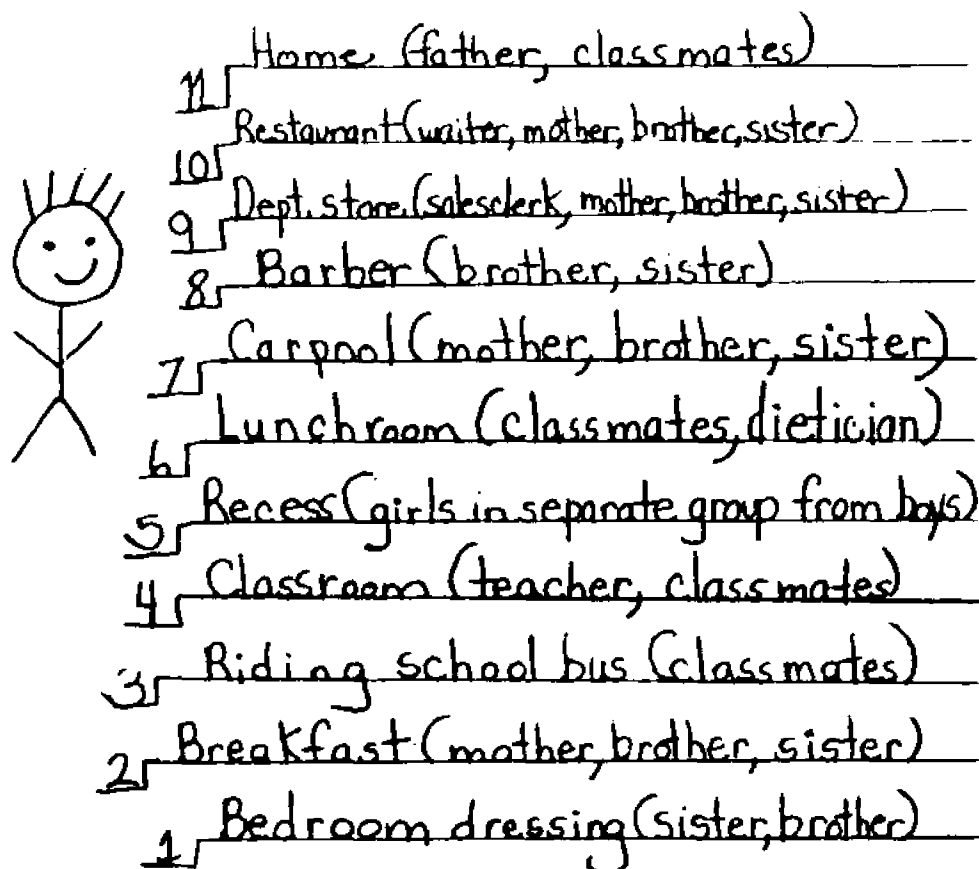 11 Home (father, classmates)
10 Restaurant (waiter, mother, brother, sister)
9 Dept. store (salesclerk, mother, brother, sister)
8 Barber (brother, sister)
7 Carpool (mother, brother, sister)
6 Lunchroom (classmates, dietician)
5 Recess (girls in separate group from boys)
4 Classroom (teacher, classmates)
3 Riding school bus (classmates)
2 Breakfast (mother, brother, sister)
1 Bedroom dressing (sister, brother)